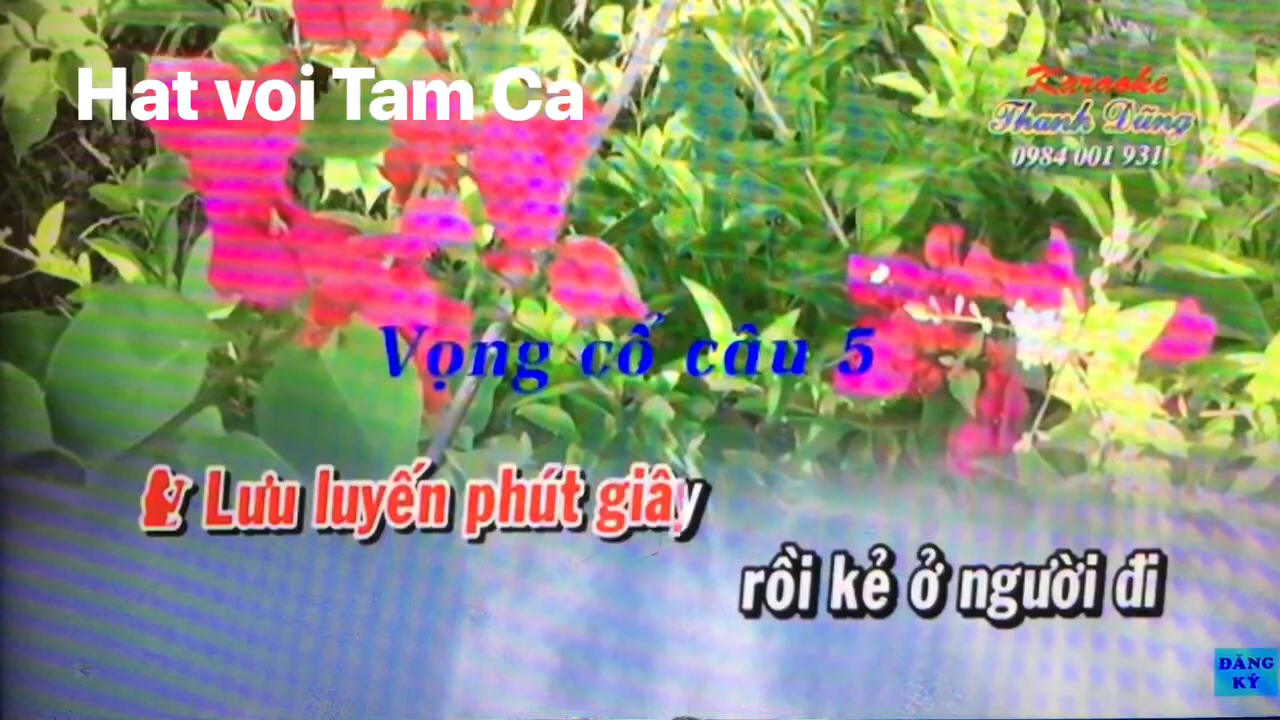 Hat voi Tam Ca
Karaoke
Thanh Dũng
0984 001 931
Vọng cổ câu 5
Lưu luyến phút giây
rồi kẻ ở người đi
ĐĂNG
KÝ